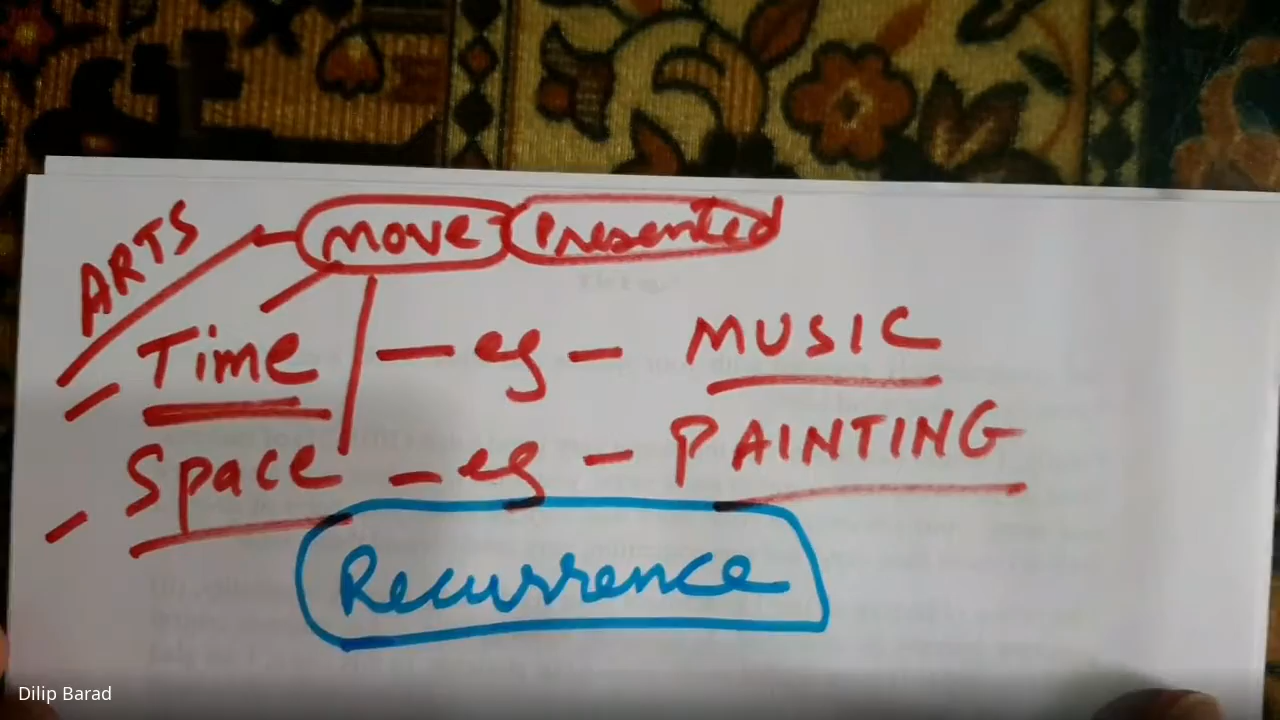 ARTS
move Presented
Time - eg - MUSIC
Space - eg - PAINTING
Recurrence
Dilip Barad